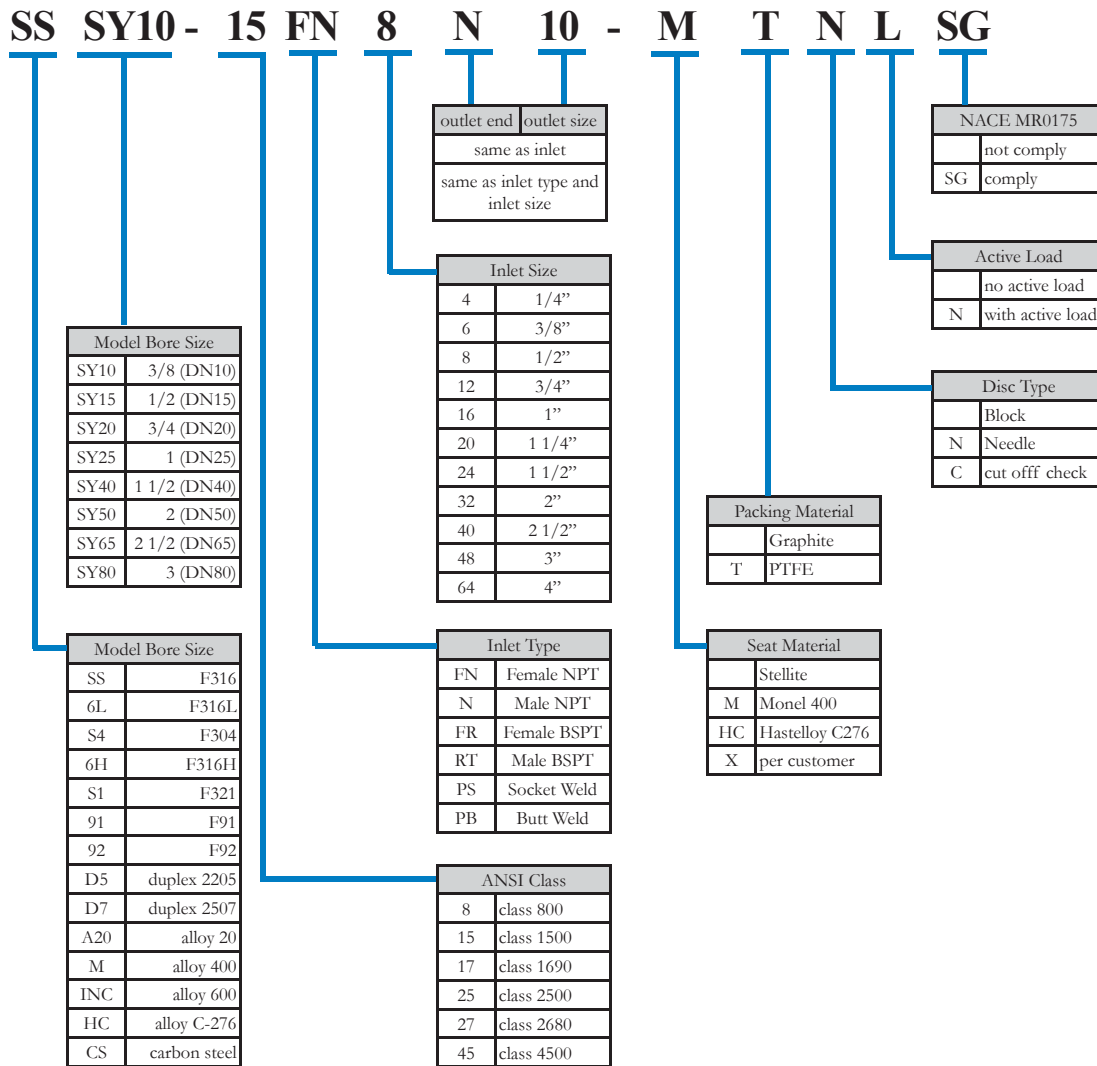 SS SY10 - 15 FN 8 N 10 - M T N L SG
outlet end outlet size
same as inlet
same as inlet type and
inlet size
NACE MR0175
not comply
SG comply
Inlet Size
4 1/4”
6 3/8”
8 1/2”
12 3/4”
16 1”
20 1 1/4”
24 1 1/2”
32 2”
40 2 1/2”
48 3”
64 4”
Active Load
no active load
N with active load
Model Bore Size
SY10 3/8 (DN10)
SY15 1/2 (DN15)
SY20 3/4 (DN20)
SY25 1 (DN25)
SY40 1 1/2 (DN40)
SY50 2 (DN50)
SY65 2 1/2 (DN65)
SY80 3 (DN80)
Disc Type
Block
N Needle
C cut offf check
Packing Material
Graphite
T PTFE
Model Bore Size
SS F316
6L F316L
S4 F304
6H F316H
S1 F321
91 F91
92 F92
D5 duplex 2205
D7 duplex 2507
A20 alloy 20
M alloy 400
INC alloy 600
HC alloy C-276
CS carbon steel
Inlet Type
FN Female NPT
N Male NPT
FR Female BSPT
RT Male BSPT
PS Socket Weld
PB Butt Weld
Seat Material
Stellite
M Monel 400
HC Hastelloy C276
X per customer
ANSI Class
8 class 800
15 class 1500
17 class 1690
25 class 2500
27 class 2680
45 class 4500